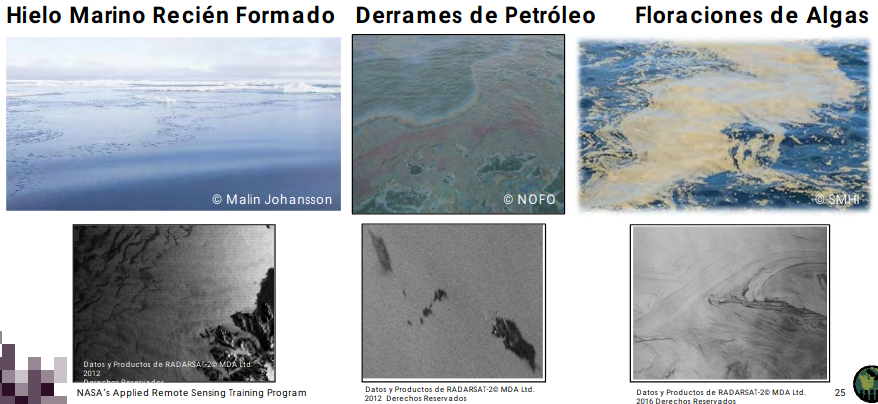 Hielo Marino Recién Formado
Derrames de Petróleo
Floraciones de Algas
© Malin Johansson
© NOFO
© SMHI
Datos y Productos de RADARSAT-2© MDA Ltd.
2012
Derechos Reservados
Datos y Productos de RADARSAT-2© MDA Ltd.
2012 Derechos Reservados
Datos y Productos de RADARSAT-2© MDA Ltd.
2016 Derechos Reservados
NASA's Applied Remote Sensing Training Program
25